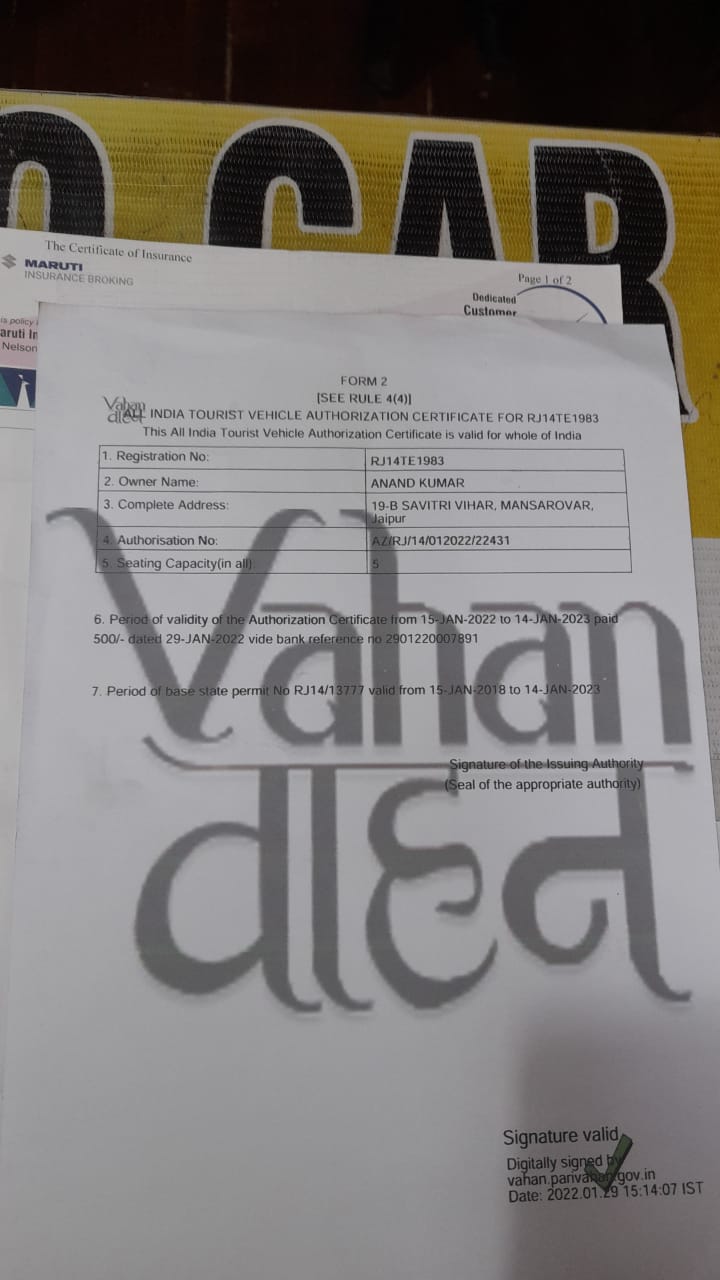 O CAR
The Certificate of Insurance
MARUTI
INSURANCE BROKING
Page 1 of 2
Dedicated
Customer
is policy
aruti In
Nelson
FORM 2
[SEE RULE 4(4)]
Vahan
वाहन
ALL INDIA TOURIST VEHICLE AUTHORIZATION CERTIFICATE FOR RJ14TE1983
This All India Tourist Vehicle Authorization Certificate is valid for whole of India
1. Registration No: RJ14TE1983
2. Owner Name: ANAND KUMAR
3. Complete Address: 19-B SAVITRI VIHAR, MANSAROVAR,
Jaipur
4. Authorisation No: AZ/RJ/14/012022/22431
5. Seating Capacity(in all): 5
6. Period of validity of the Authorization Certificate from 15-JAN-2022 to 14-JAN-2023 paid
500/- dated 29-JAN-2022 vide bank reference no 2901220007891
7. Period of base state permit No RJ14/13777 valid from 15-JAN-2018 to 14-JAN-2023
Signature of the Issuing Authority
(Seal of the appropriate authority)
Vahan
वाहन
Signature valid
Digitally signed by
vahan.parivahan.gov.in
Date: 2022.01.29 15:14:07 IST